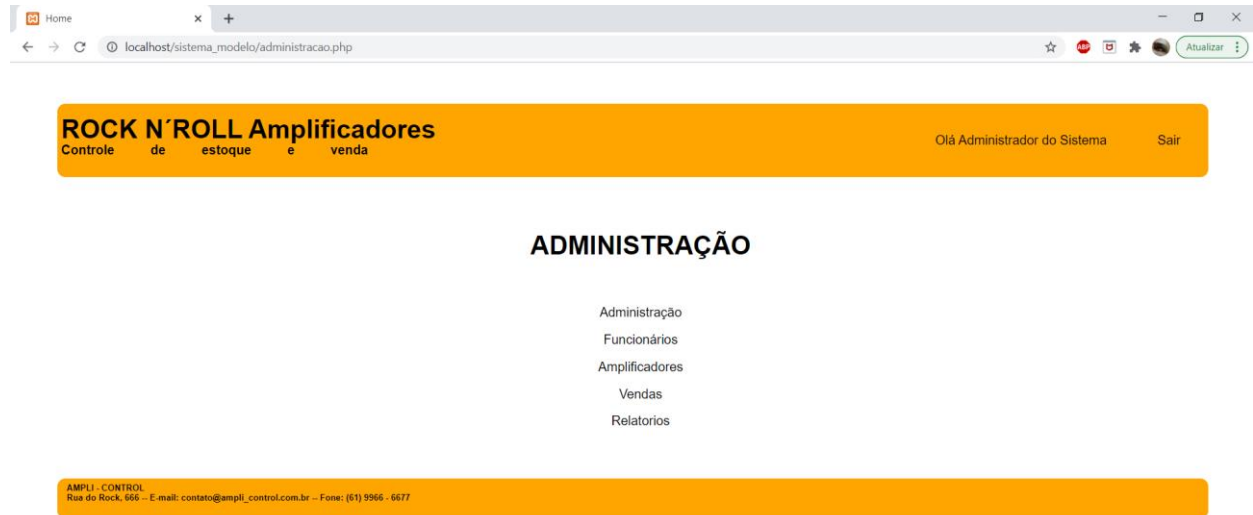 Home
localhost/sistema_modelo/administracao.php
ABP
Atualizar
ROCK N´ROLL Amplificadores
Controle de estoque e venda
Olá Administrador do Sistema
Sair
ADMINISTRAÇÃO
Administração
Funcionários
Amplificadores
Vendas
Relatorios
AMPLI - CONTROL
Rua do Rock, 666 -- E-mail: contato@ampli_control.com.br -- Fone: (61) 9966 - 6677